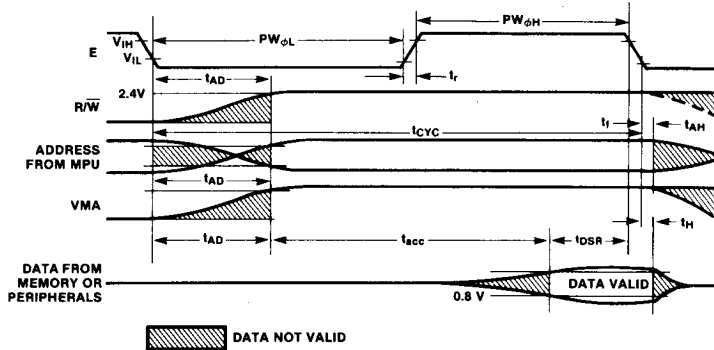 PWϕH
PWϕL
VIH
E
VIL
tAD
tr
2.4V
R/W̅
tf
tAH
tCYC
ADDRESS
FROM MPU
tAD
VMA
tH
tAD
tacc
tDSR
DATA FROM
MEMORY OR
PERIPHERALS
DATA VALID
0.8 V
DATA NOT VALID